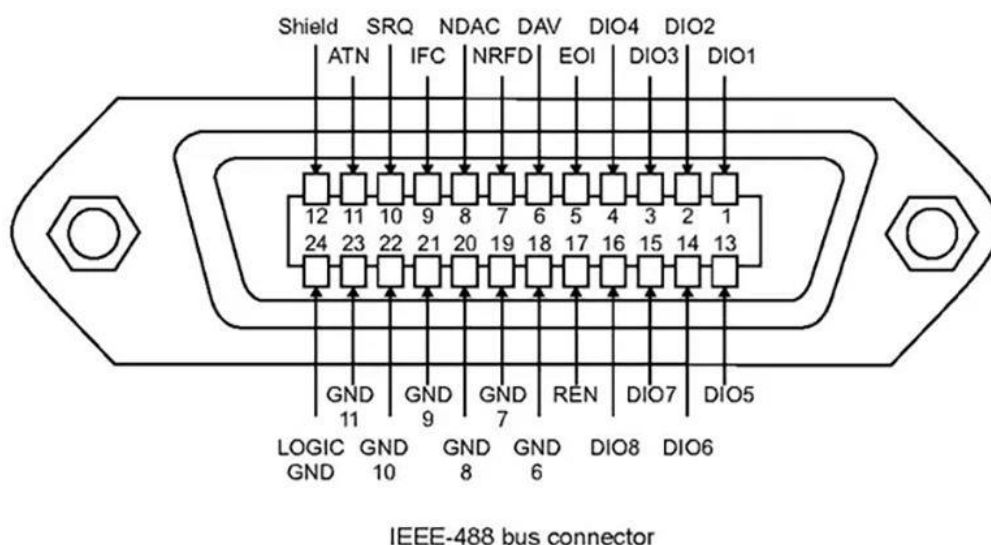 Shield SRQ NDAC DAV DIO4 DIO2
ATN IFC NRFD EOI DIO3 DIO1
12 11 10 9 8 7 6 5 4 3 2 1
24 23 22 21 20 19 18 17 16 15 14 13
GND GND GND REN DIO7 DIO5
11 9 7
LOGIC GND GND GND DIO8 DIO6
GND 10 8 6
IEEE-488 bus connector